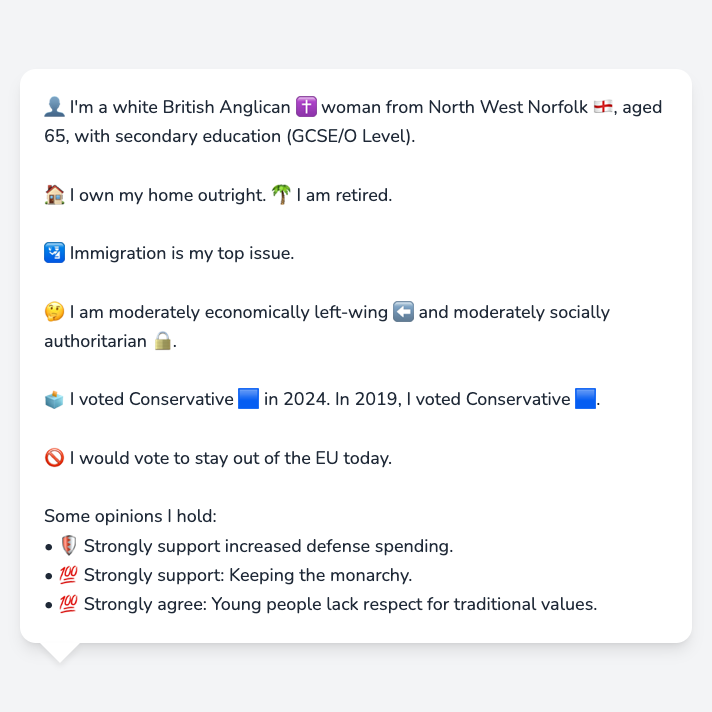 👤 I'm a white British Anglican ✝️ woman from North West Norfolk 🏴󠁧󠁢󠁥󠁮󠁧󠁿, aged
65, with secondary education (GCSE/O Level).
🏠 I own my home outright. 🌴 I am retired.
🛂 Immigration is my top issue.
🤔 I am moderately economically left-wing ⬅️ and moderately socially
authoritarian 🔒.
🗳️ I voted Conservative 🟦 in 2024. In 2019, I voted Conservative 🟦.
🚫 I would vote to stay out of the EU today.
Some opinions I hold:
• 🛡️ Strongly support increased defense spending.
• 💯 Strongly support: Keeping the monarchy.
• 💯 Strongly agree: Young people lack respect for traditional values.